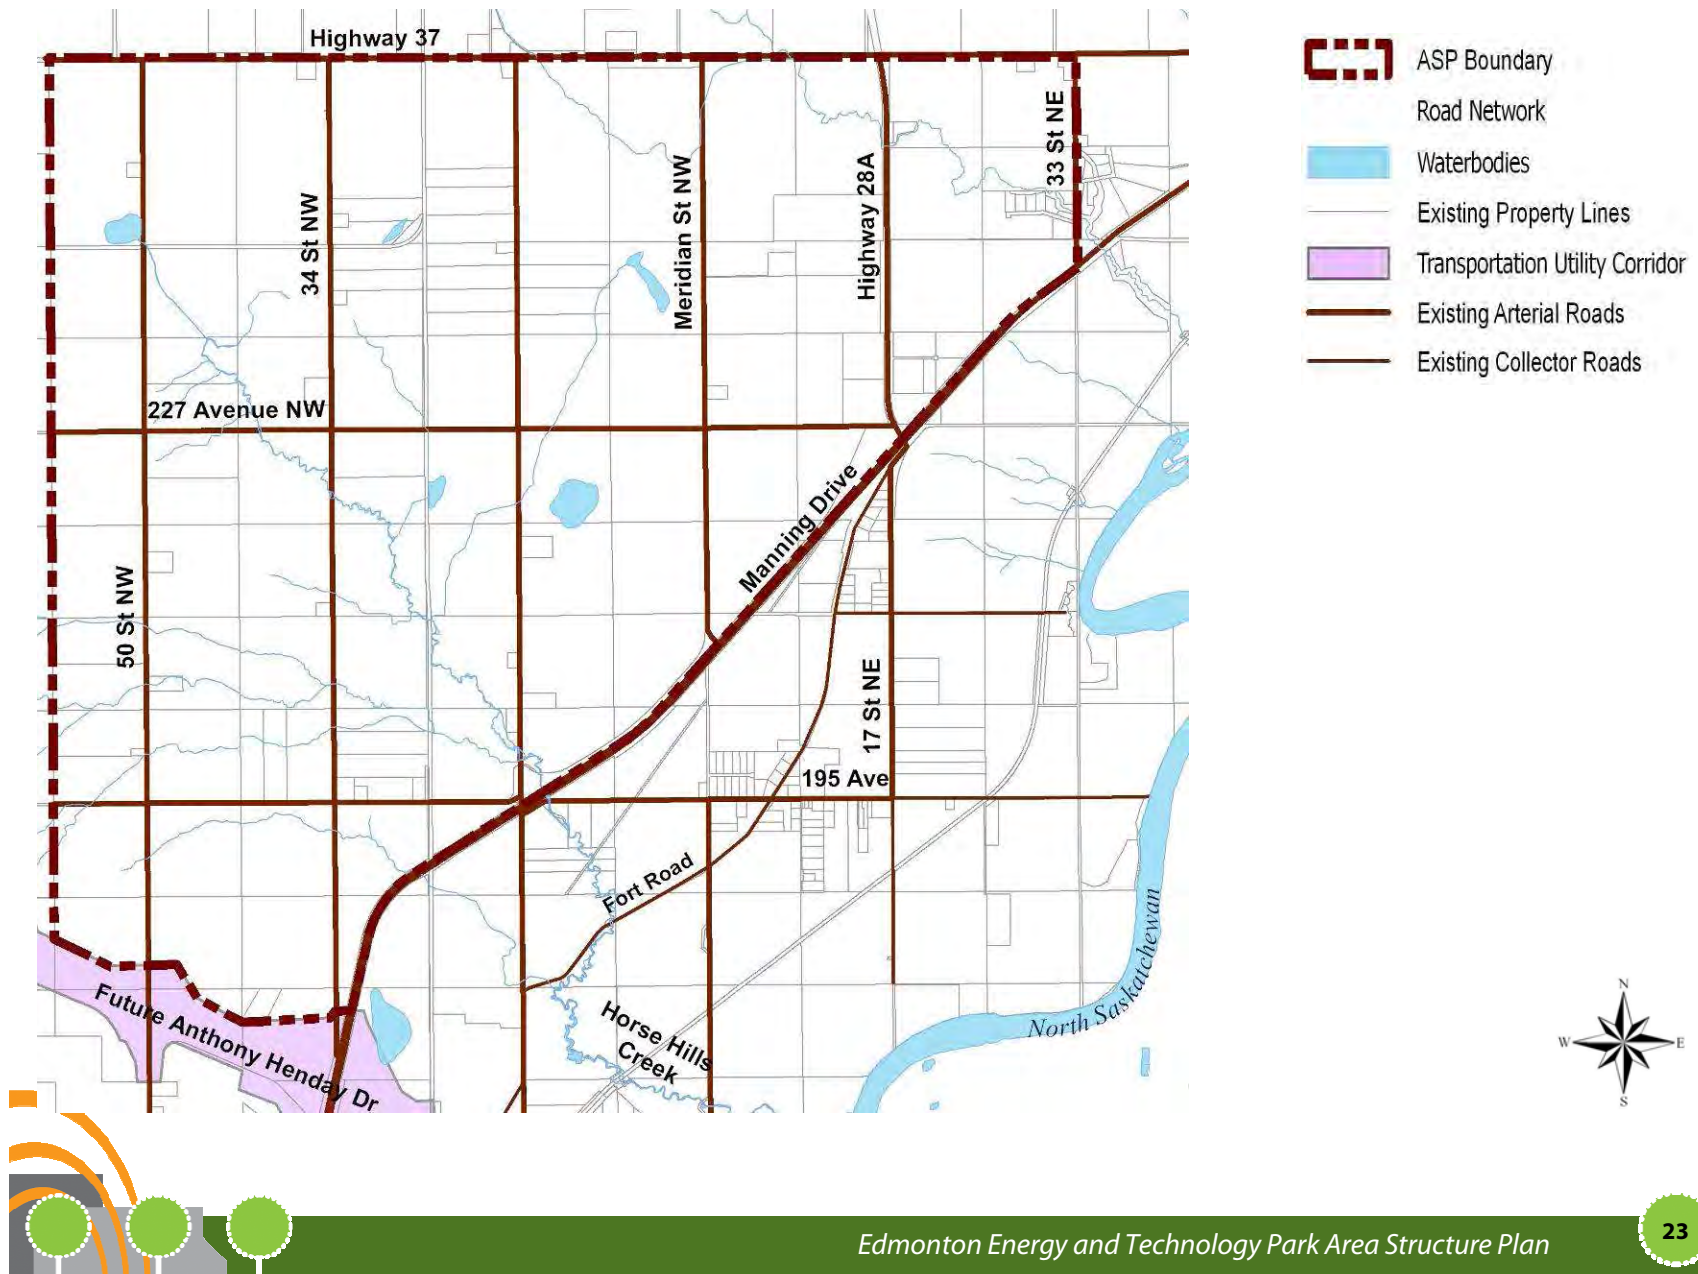 Highway 37
33 St NE
Meridian St NW
Highway 28A
34 St NW
227 Avenue NW
Manning Drive
50 St NW
17 St NE
195 Ave
Fort Road
North Saskatchewan
Future Anthony Henday Dr
Horse Hills
Creek
ASP Boundary
Road Network
Waterbodies
Existing Property Lines
Transportation Utility Corridor
Existing Arterial Roads
Existing Collector Roads
N
W
E
S
Edmonton Energy and Technology Park Area Structure Plan
23